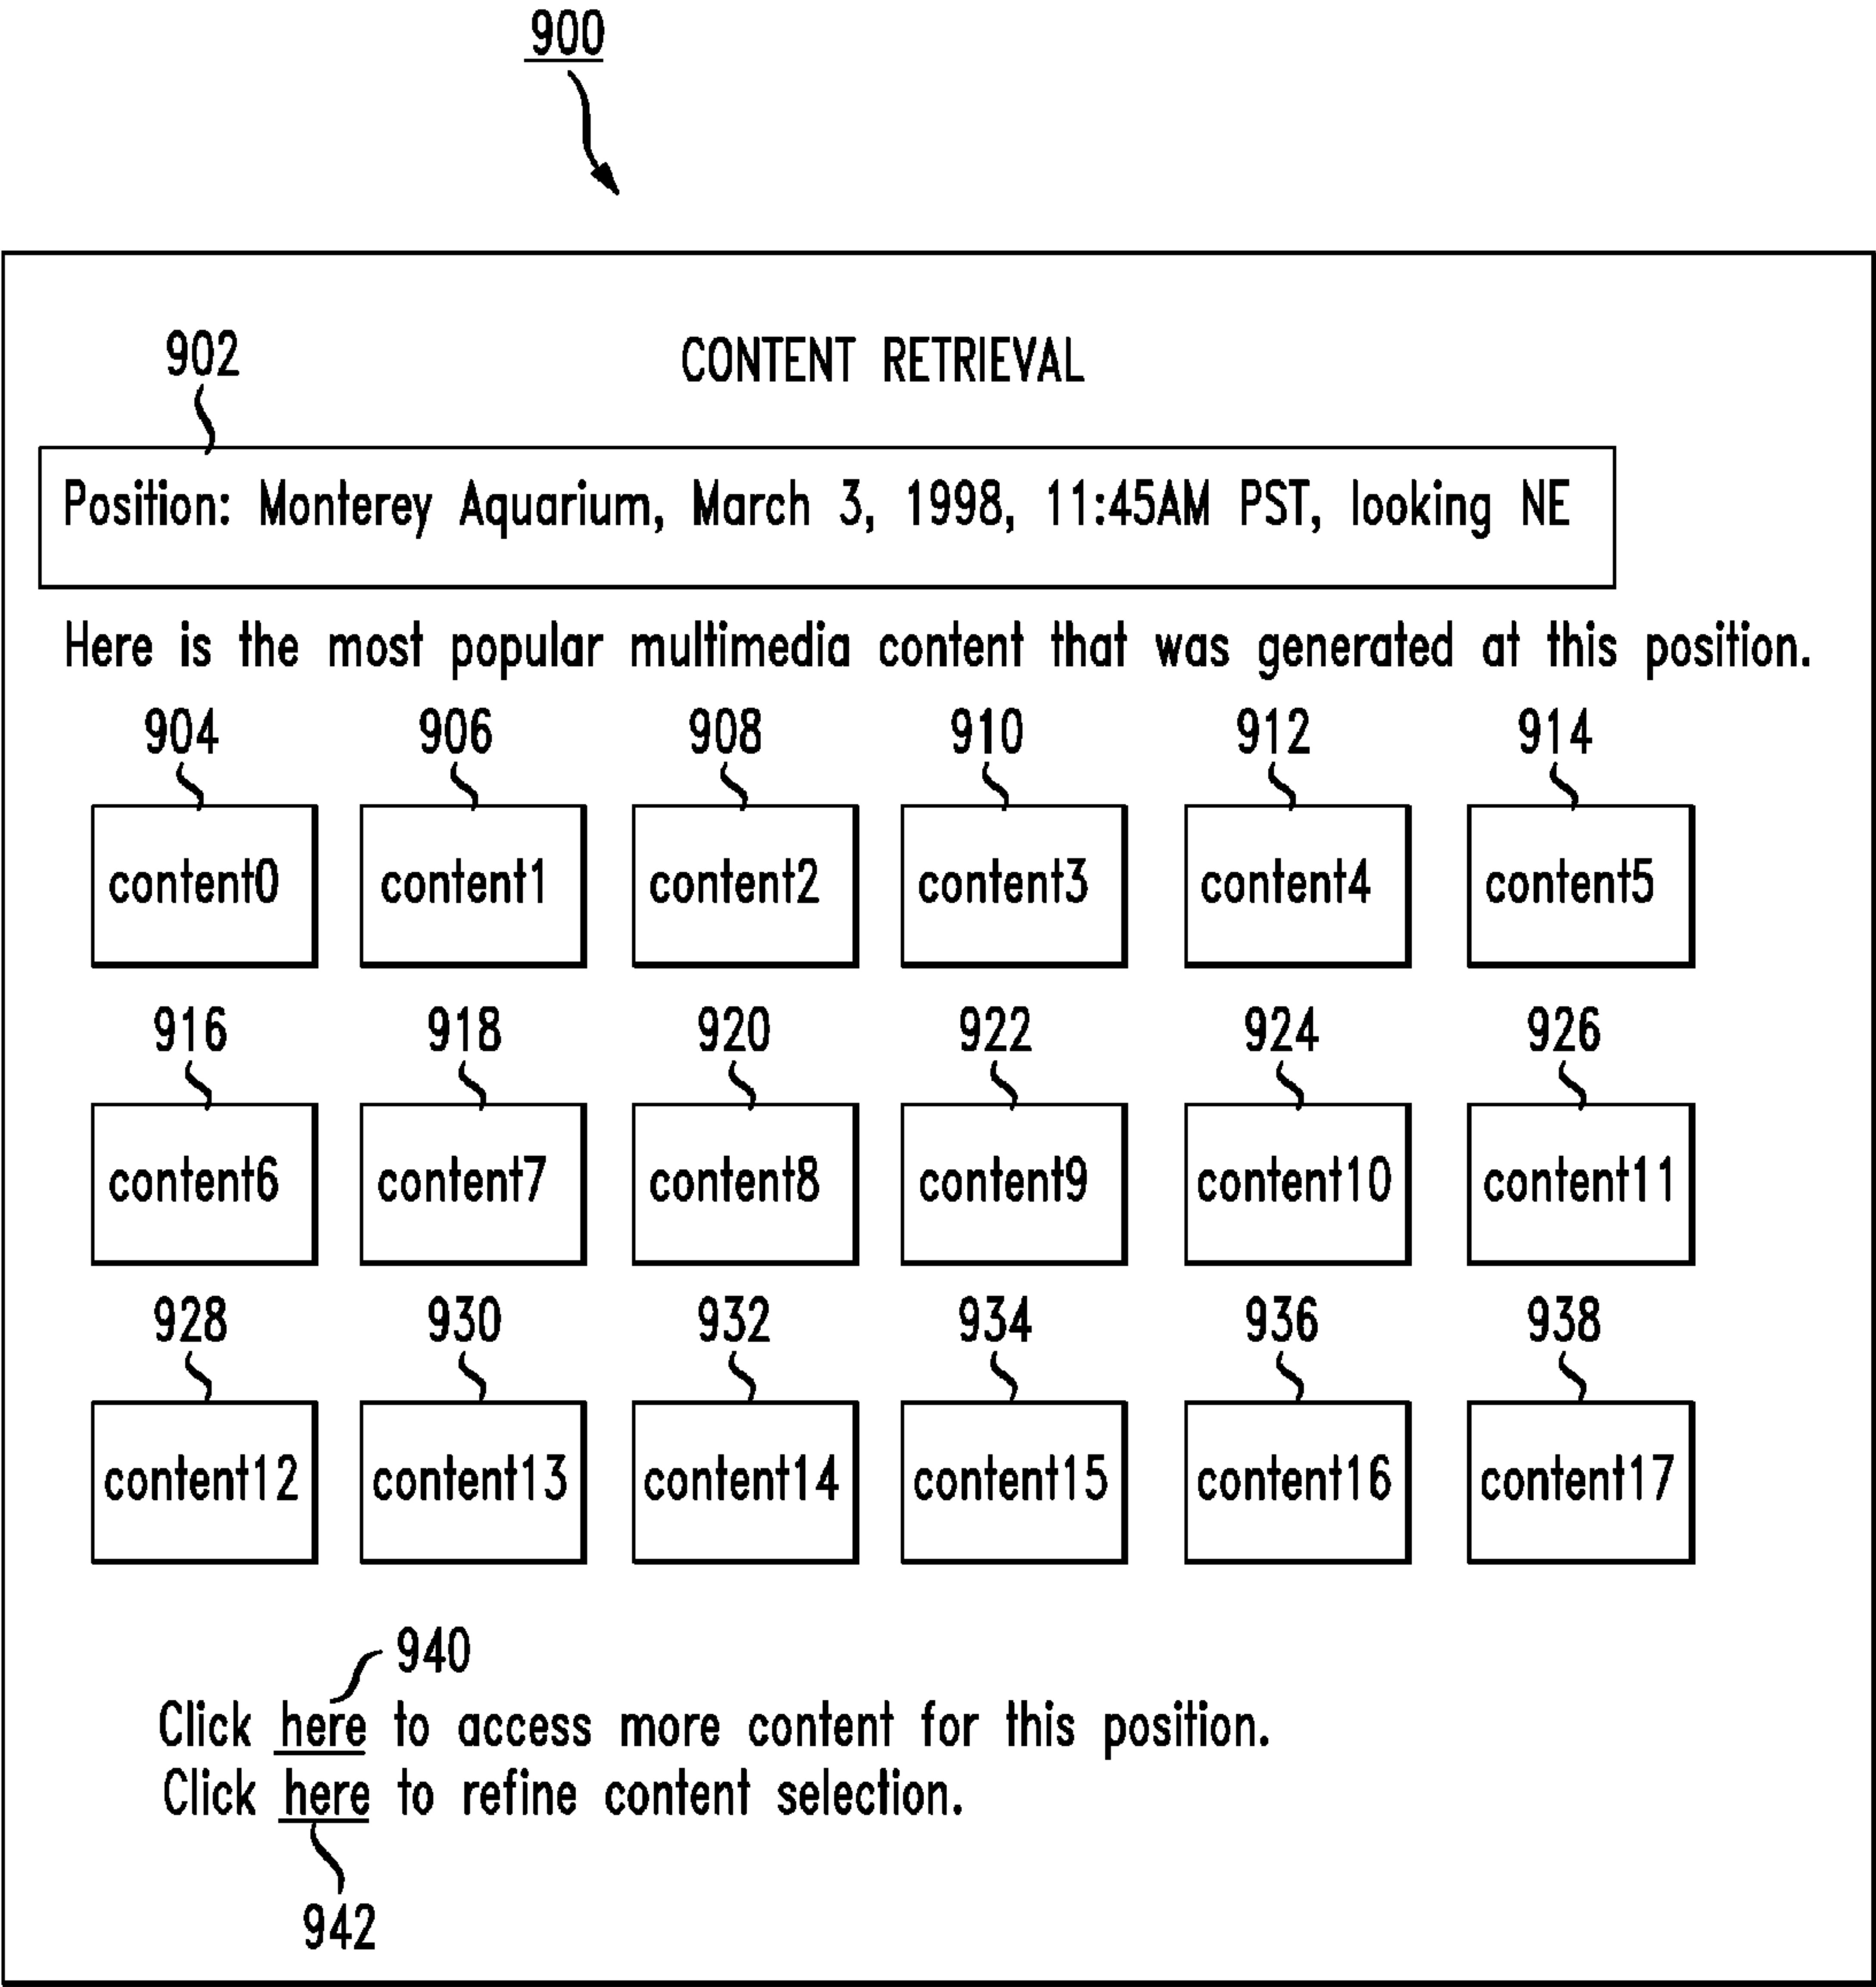 900
902
CONTENT RETRIEVAL
Position: Monterey Aquarium, March 3, 1998, 11:45AM PST, looking NE
Here is the most popular multimedia content that was generated at this position.
904 906 908 910 912 914
content0 content1 content2 content3 content4 content5
916 918 920 922 924 926
content6 content7 content8 content9 content10 content11
928 930 932 934 936 938
content12 content13 content14 content15 content16 content17
940
Click here to access more content for this position.
Click here to refine content selection.
942